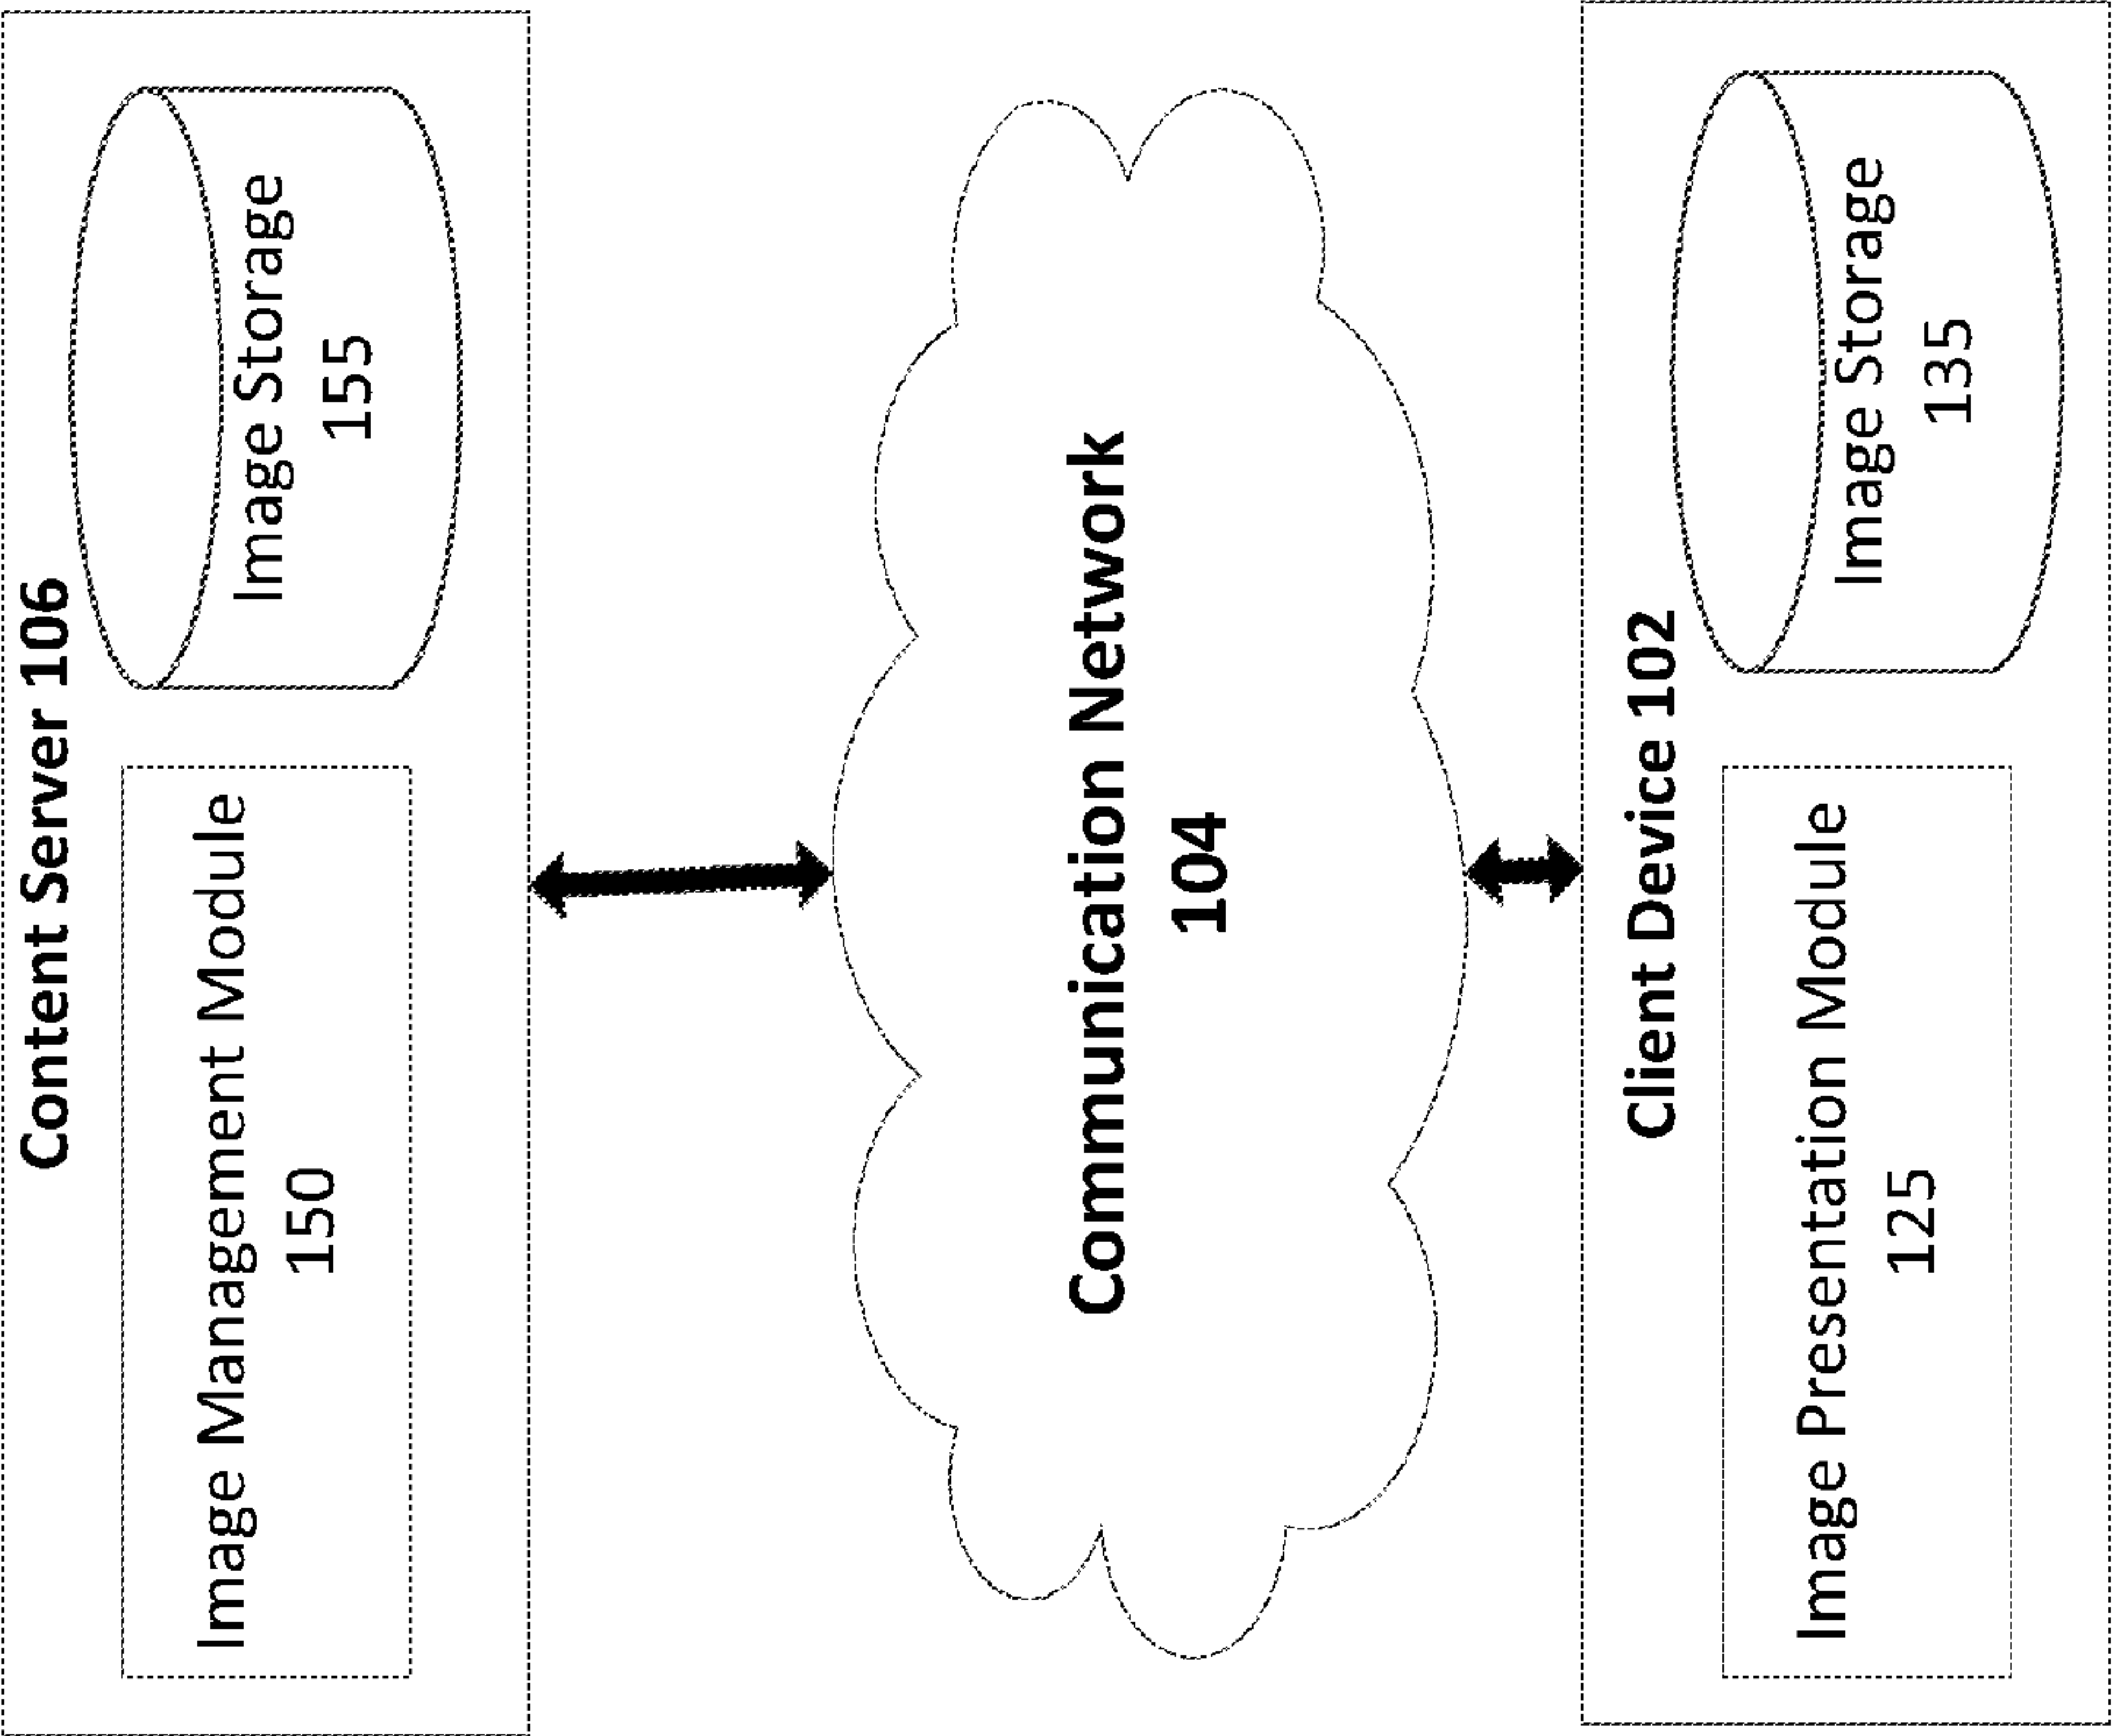 Content Server 106
Image Management Module
150
Image Storage
155
Communication Network
104
Client Device 102
Image Presentation Module
125
Image Storage
135